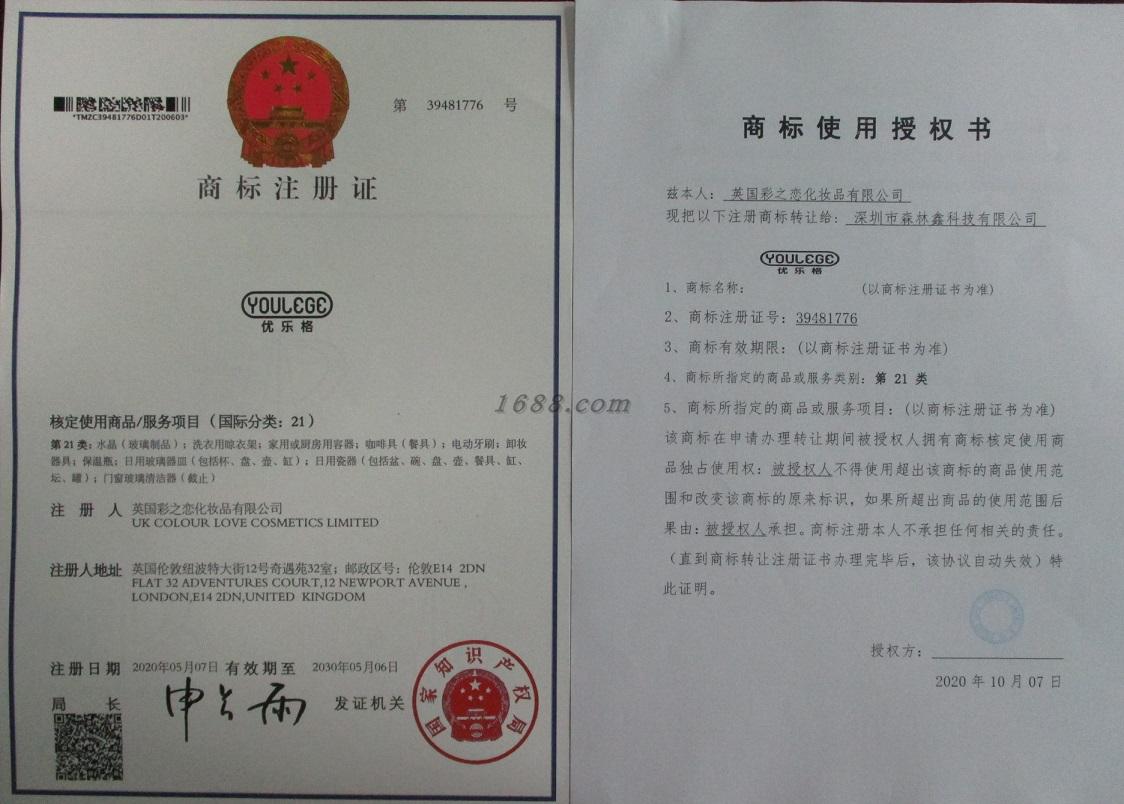 *TMZC39481776D01T200603*
第 39481776 号
商标注册证
YOULEGE
优乐格
核定使用商品/服务项目（国际分类：21）
第21类：水晶（玻璃制品）；洗衣用晾衣架；家用或厨房用容器；咖啡具（餐具）；电动牙刷；卸妆
器具；保温瓶；日用玻璃器皿（包括杯、盘、壶、缸）；日用瓷器（包括盆、碗、盘、壶、餐具、缸、
坛、罐）；门窗玻璃清洁器（截止）
注册人 英国彩之恋化妆品有限公司
UK COLOUR LOVE COSMETICS LIMITED
注册人地址 英国伦敦纽波特大街12号奇遇苑32室；邮政区号：伦敦E14 2DN
FLAT 32 ADVENTURES COURT,12 NEWPORT AVENUE ,
LONDON,E14 2DN,UNITED KINGDOM
注册日期 2020年05月07日 有效期至 2030年05月06日
局长 申长雨 发证机关
国家知识产权局
1688.com
商标使用授权书
兹本人：英国彩之恋化妆品有限公司
现把以下注册商标转让给：深圳市森林鑫科技有限公司
YOULEGE
优乐格
1、商标名称： （以商标注册证书为准）
2、商标注册证号：39481776
3、商标有效期限：（以商标注册证书为准）
4、商标所指定的商品或服务类别：第 21 类
5、商标所指定的商品或服务项目：（以商标注册证书为准）
该商标在申请办理转让期间被授权人拥有商标核定使用商
品独占使用权：被授权人不得使用超出该商标的商品使用范
围和改变该商标的原来标识，如果所超出商品的使用范围后
果由：被授权人承担。商标注册本人不承担任何相关的责任。
（直到商标转让注册证书办理完毕后，该协议自动失效）特
此证明。
授权方：
2020 年 10 月 07 日